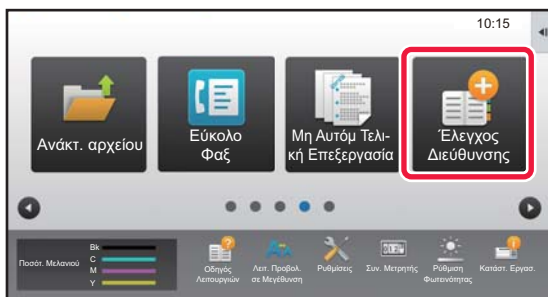 10:15
Ανάκτ. αρχείου
Εύκολο
Φαξ
Μη Αυτόμ Τελι-
κή Επεξεργασία
Έλεγχος
Διεύθυνσης
Ποσότ. Μελανιού
Bk
C
M
Y
Οδηγός
Λειτουργιών
Λειτ. Προβολ.
σε Μεγέθυνση
Ρυθμίσεις
Συν. Μετρητής
Ρύθμιση
Φωτεινότητας
Κατάστ. Εργασ.